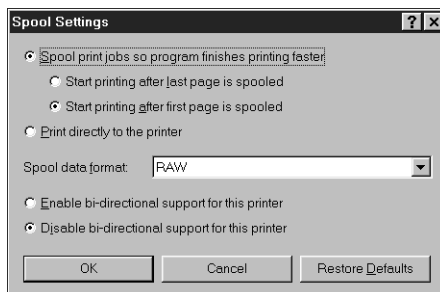 Spool Settings
Spool print jobs so program finishes printing faster
Start printing after last page is spooled
Start printing after first page is spooled
Print directly to the printer
Spool data format: RAW
Enable bi-directional support for this printer
Disable bi-directional support for this printer
OK Cancel Restore Defaults